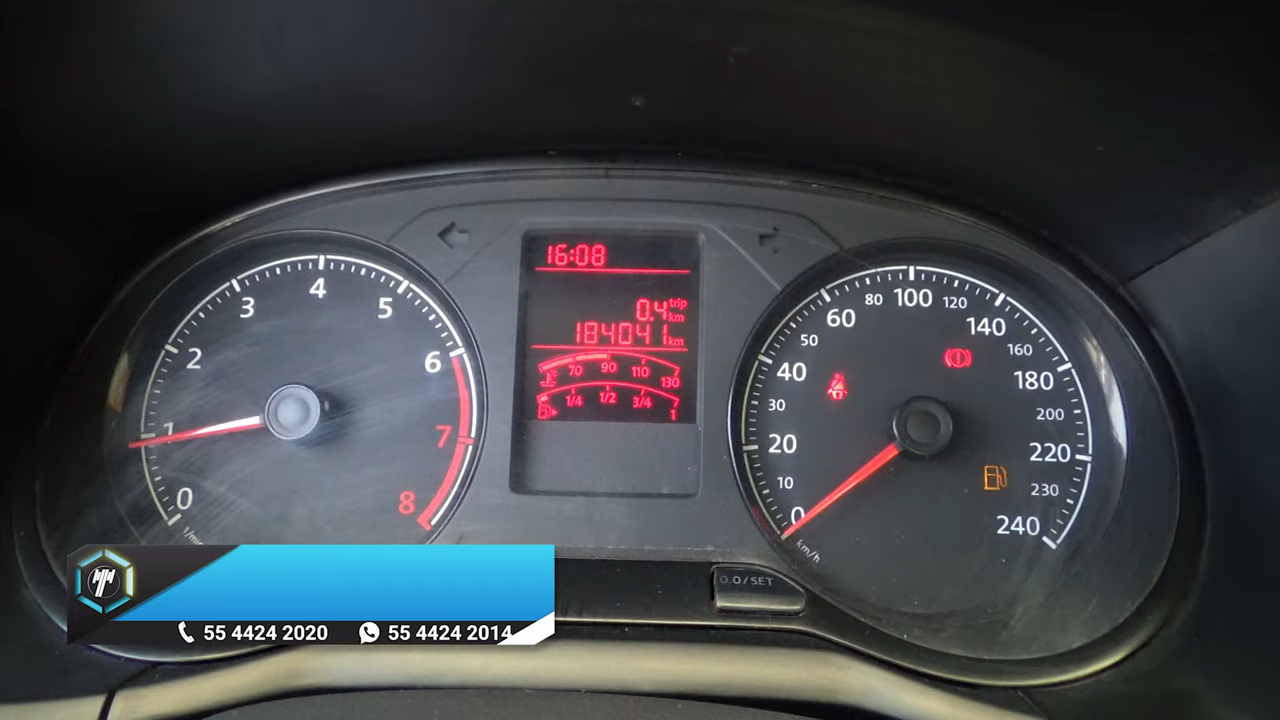 16:08
0.4 trip km
184041 km
70 90 110 130
1/4 1/2 3/4 1
0 1 2 3 4 5 6 7 8
1/min
0 10 20 30 40 50 60 80 100 120 140 160 180 200 220 230 240
km/h
0.0/SET
55 4424 2020 55 4424 2014